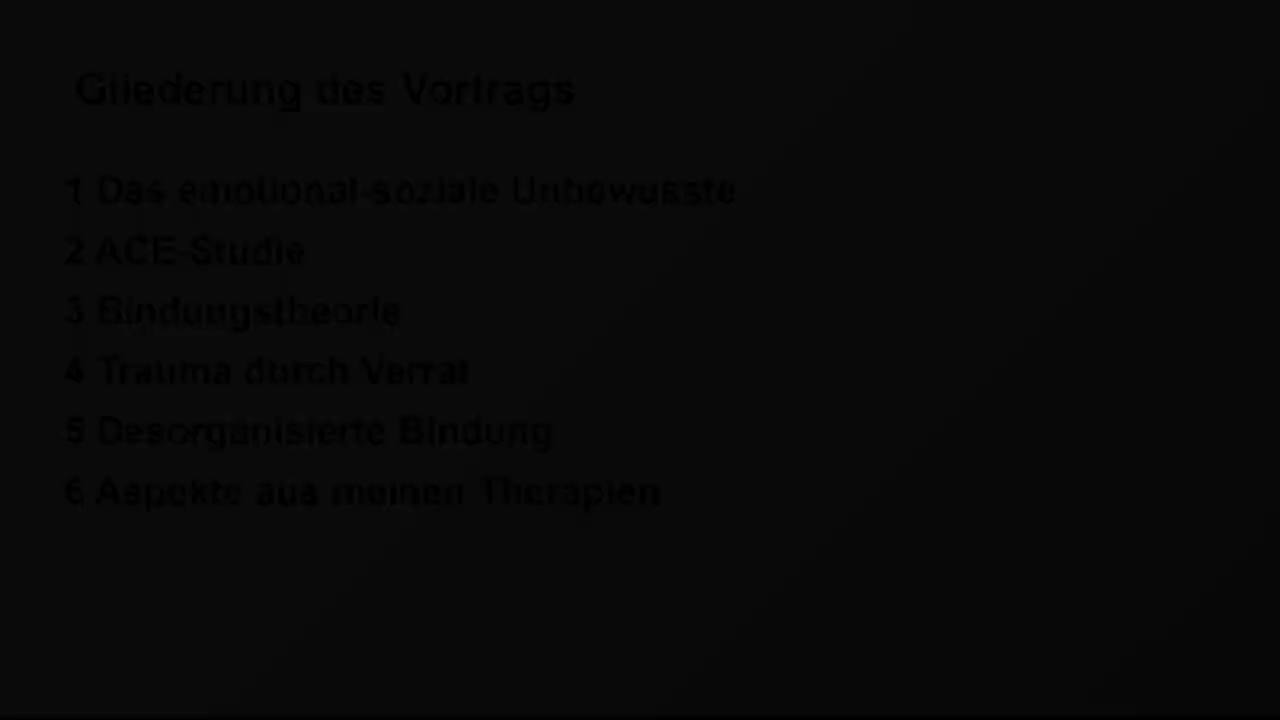 Gliederung des Vortrags
1 Das emotional-soziale Unbewusste
2 ACE-Studie
3 Bindungstheorie
4 Trauma durch Verrat
5 Desorganisierte Bindung
6 Aspekte aus meinen Therapien